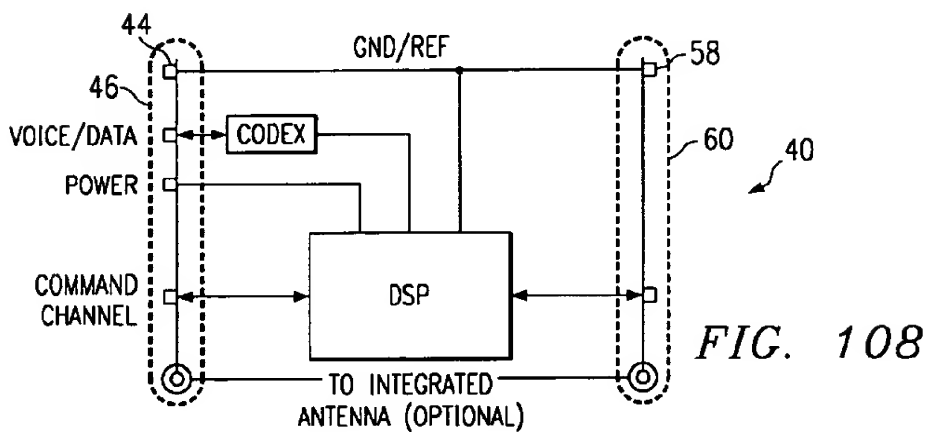 44
GND/REF
58
46
VOICE/DATA
CODEX
60
40
POWER
COMMAND
CHANNEL
DSP
FIG. 108
TO INTEGRATED
ANTENNA (OPTIONAL)